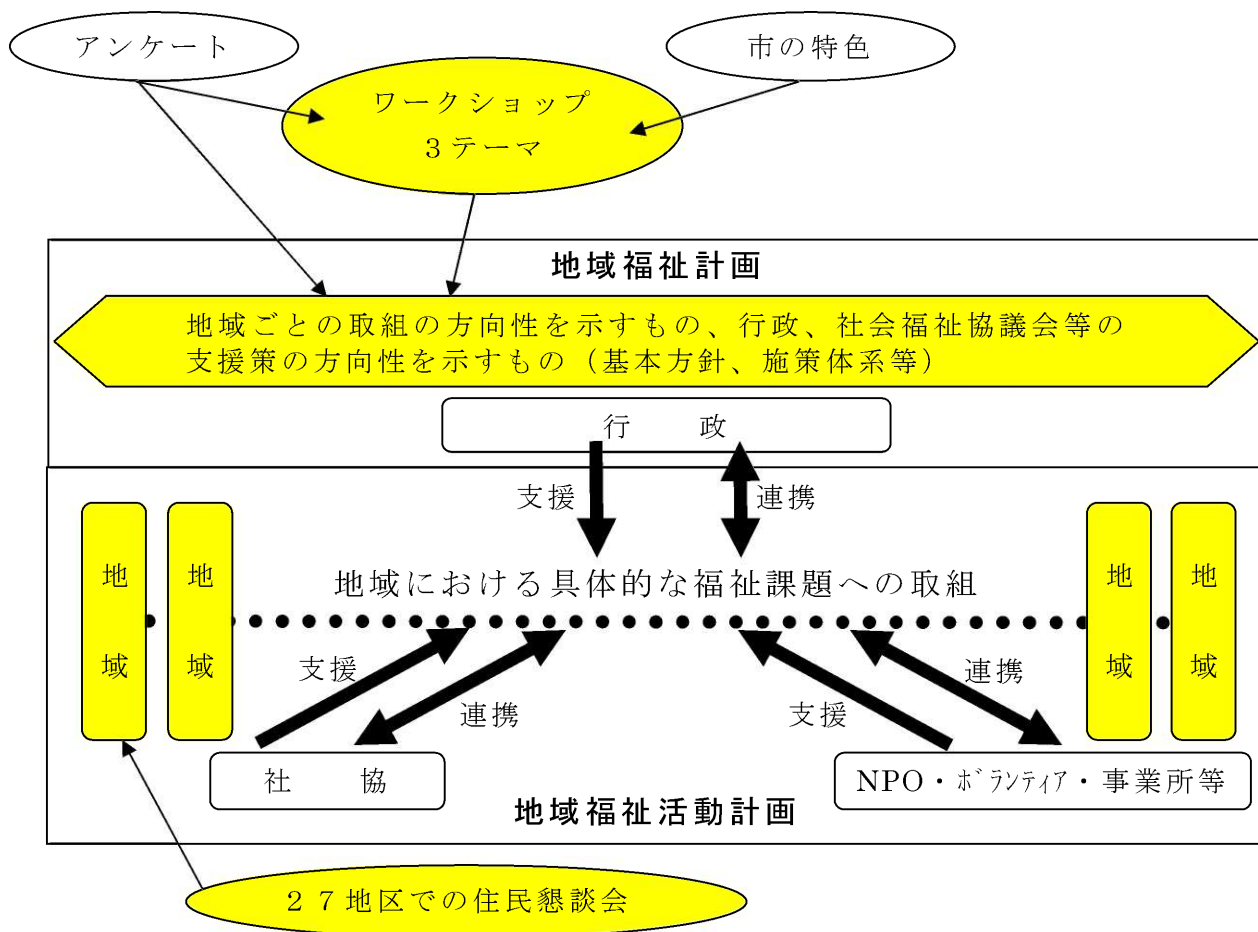 アンケート
市の特色
ワークショップ
３テーマ
地域福祉計画
地域ごとの取組の方向性を示すもの、行政、社会福祉協議会等の
支援策の方向性を示すもの（基本方針、施策体系等）
行　　政
支援
連携
地域
地域
地域
地域
地域における具体的な福祉課題への取組
支援
連携
支援
連携
社　　協
NPO・ﾎﾞﾗﾝﾃｨｱ・事業所等
地域福祉活動計画
２７地区での住民懇談会